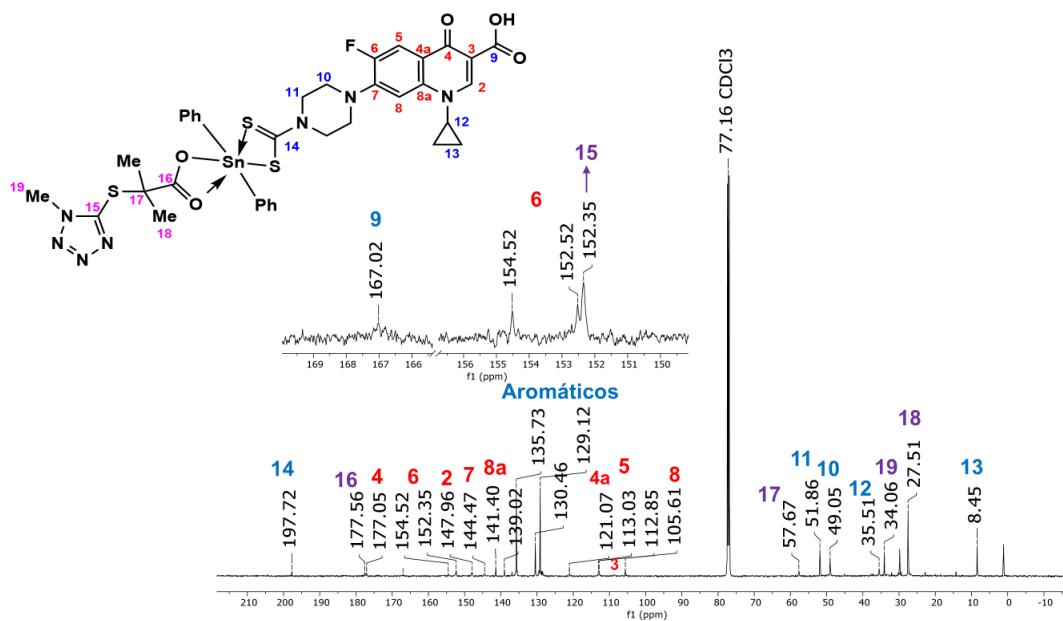 OH
O
5
4a
4
3
F
6
O
9
10
7
8
8a
N
2
11
N
12
Ph
S
N
13
14
O
Sn
S
Me
16
19 Me
S
17
O
Ph
15
Me
18
N
N
N
N
9
6
15
167.02
154.52
152.52
152.35
77.16 CDCl3
169 168 167 166 156 155 154 153 152 151 150
f1 (ppm)
Aromáticos
14
16
4
6
2
7
8a
4a
5
8
3
17
11
10
12
19
18
13
197.72
177.56
177.05
154.52
152.35
147.96
144.47
141.40
139.02
135.73
130.46
129.12
121.07
113.03
112.85
105.61
57.67
51.86
49.05
35.51
34.06
27.51
8.45
210 200 190 180 170 160 150 140 130 120 110 100 90 80 70 60 50 40 30 20 10 0 -10
f1 (ppm)